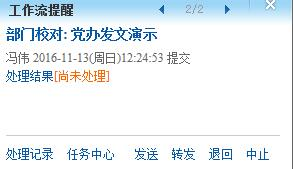 工作流提醒 2/2
部门校对: 党办发文演示
冯伟 2016-11-13(周日)12:24:53 提交
处理结果[尚未处理]
处理记录 任务中心 发送 转发 退回 中止